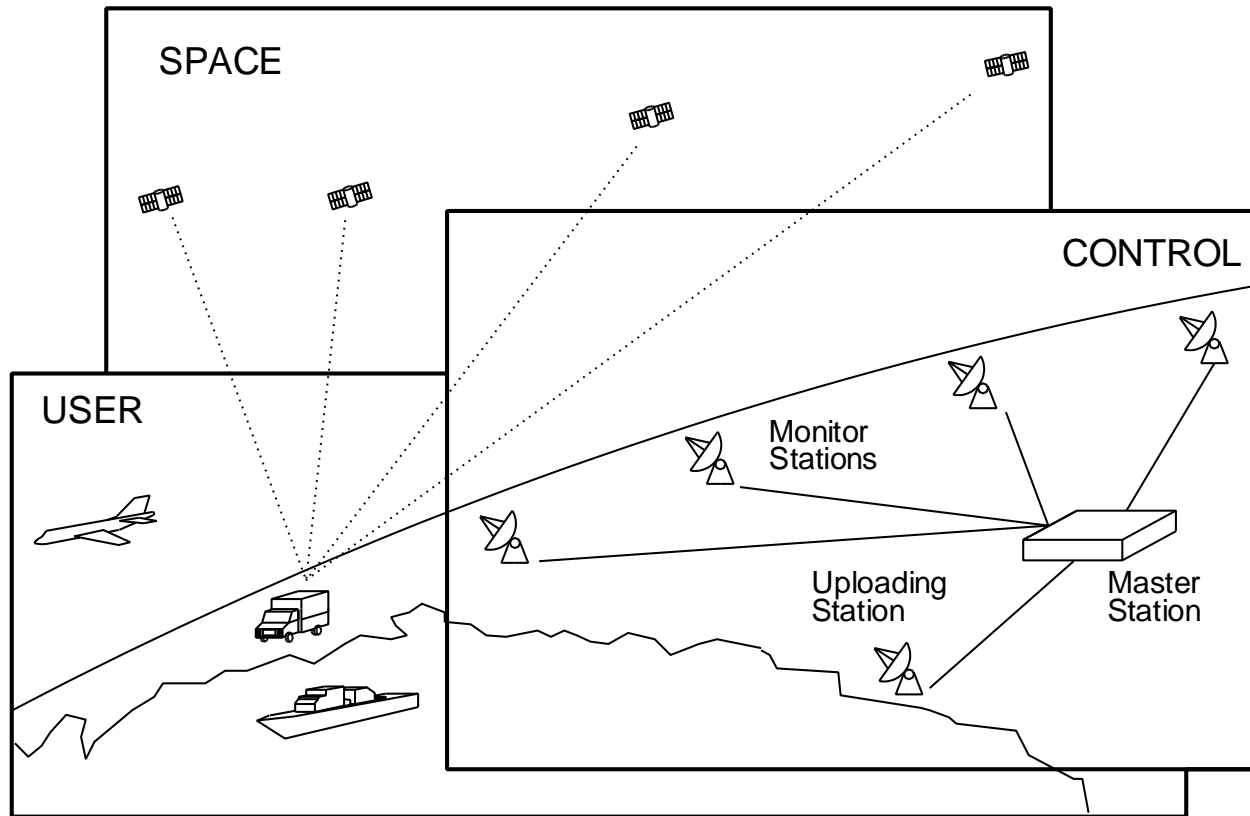 SPACE
CONTROL
USER
Monitor
Stations
Uploading
Station
Master
Station